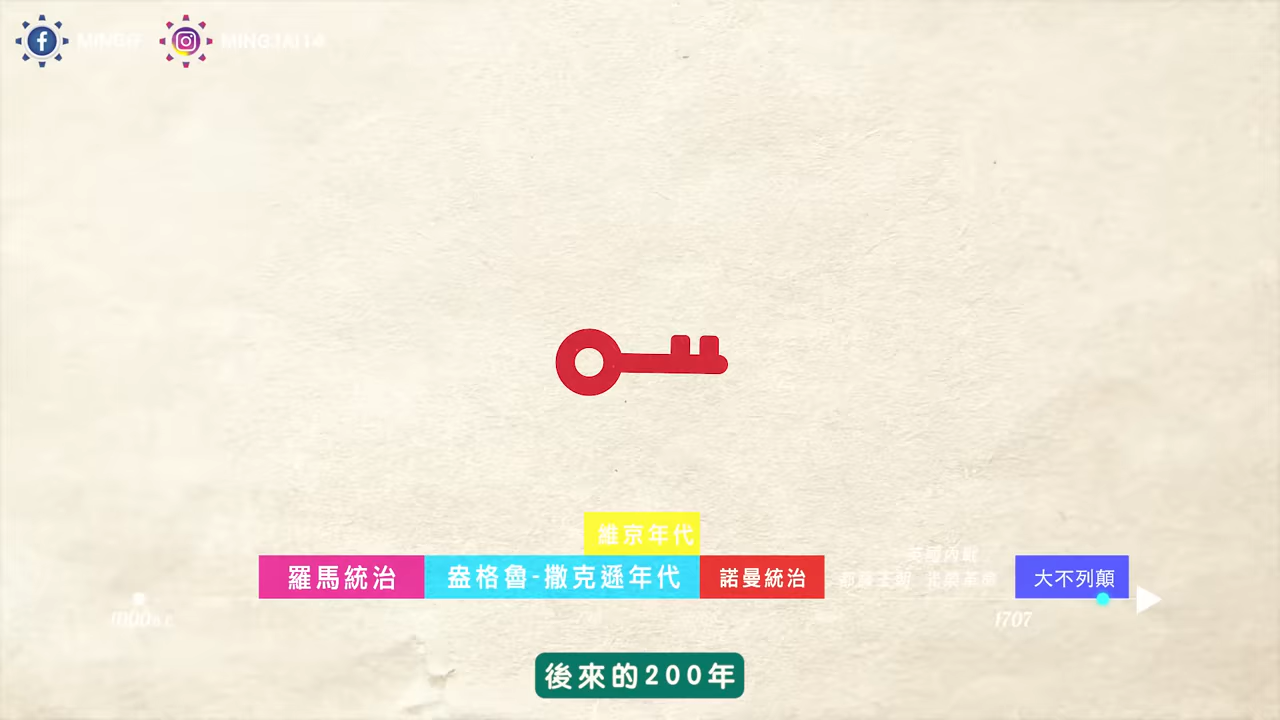 維京年代
羅馬統治
盎格魯-撒克遜年代
諾曼統治
大不列顛
1707
後來的200年